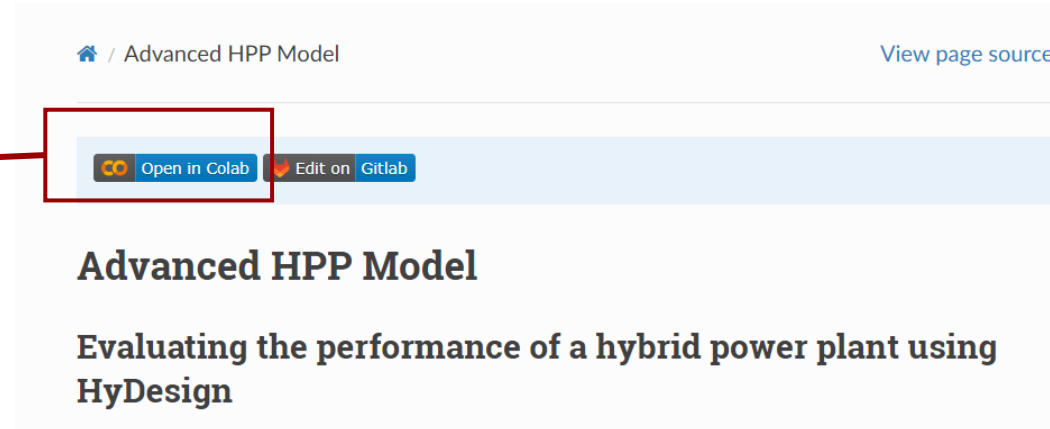 / Advanced HPP Model View page source
Open in Colab Edit on Gitlab
Advanced HPP Model
Evaluating the performance of a hybrid power plant using
HyDesign